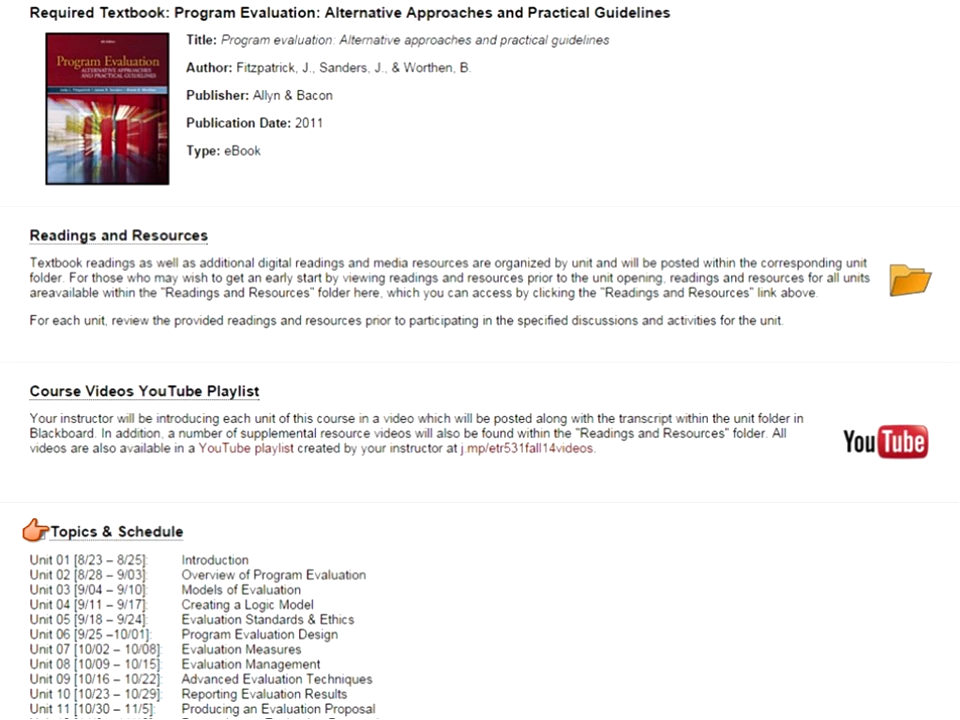 Required Textbook: Program Evaluation: Alternative Approaches and Practical Guidelines
Program Evaluation
ALTERNATIVE APPROACHES
AND PRACTICAL GUIDELINES
Title: Program evaluation: Alternative approaches and practical guidelines
Author: Fitzpatrick, J., Sanders, J., & Worthen, B.
Publisher: Allyn & Bacon
Publication Date: 2011
Type: eBook
Readings and Resources
Textbook readings as well as additional digital readings and media resources are organized by unit and will be posted within the corresponding unit
folder. For those who may wish to get an early start by viewing readings and resources prior to the unit opening, readings and resources for all units
areavailable within the "Readings and Resources" folder here, which you can access by clicking the "Readings and Resources" link above.
For each unit, review the provided readings and resources prior to participating in the specified discussions and activities for the unit.
Course Videos YouTube Playlist
Your instructor will be introducing each unit of this course in a video which will be posted along with the transcript within the unit folder in
Blackboard. In addition, a number of supplemental resource videos will also be found within the "Readings and Resources" folder. All
videos are also available in a YouTube playlist created by your instructor at j.mp/etr531fall14videos.
YouTube
Topics & Schedule
Unit 01 [8/23 – 8/25]: Introduction
Unit 02 [8/28 – 9/03]: Overview of Program Evaluation
Unit 03 [9/04 – 9/10]: Models of Evaluation
Unit 04 [9/11 – 9/17]: Creating a Logic Model
Unit 05 [9/18 – 9/24]: Evaluation Standards & Ethics
Unit 06 [9/25 –10/01]: Program Evaluation Design
Unit 07 [10/02 – 10/08]: Evaluation Measures
Unit 08 [10/09 – 10/15]: Evaluation Management
Unit 09 [10/16 – 10/22]: Advanced Evaluation Techniques
Unit 10 [10/23 – 10/29]: Reporting Evaluation Results
Unit 11 [10/30 – 11/5]: Producing an Evaluation Proposal